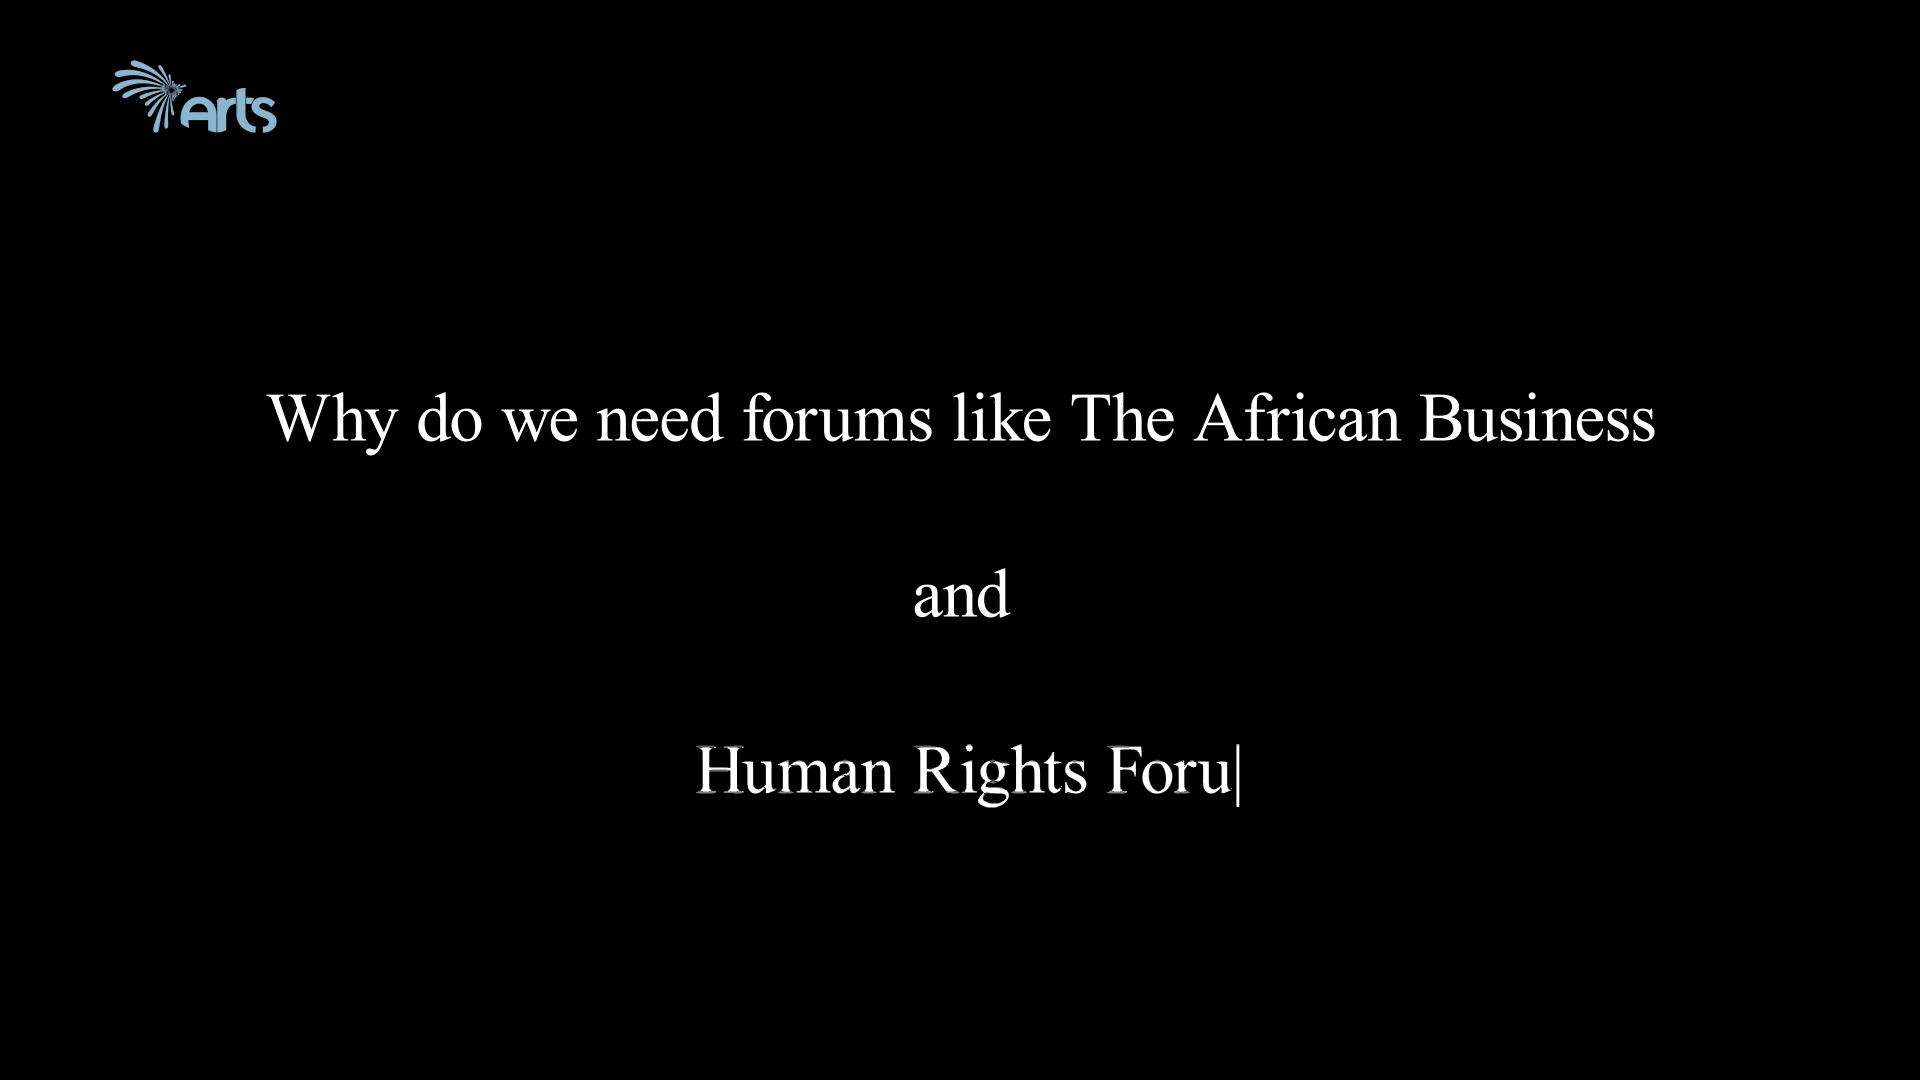 arts
Why do we need forums like The African Business
and
Human Rights Foru|